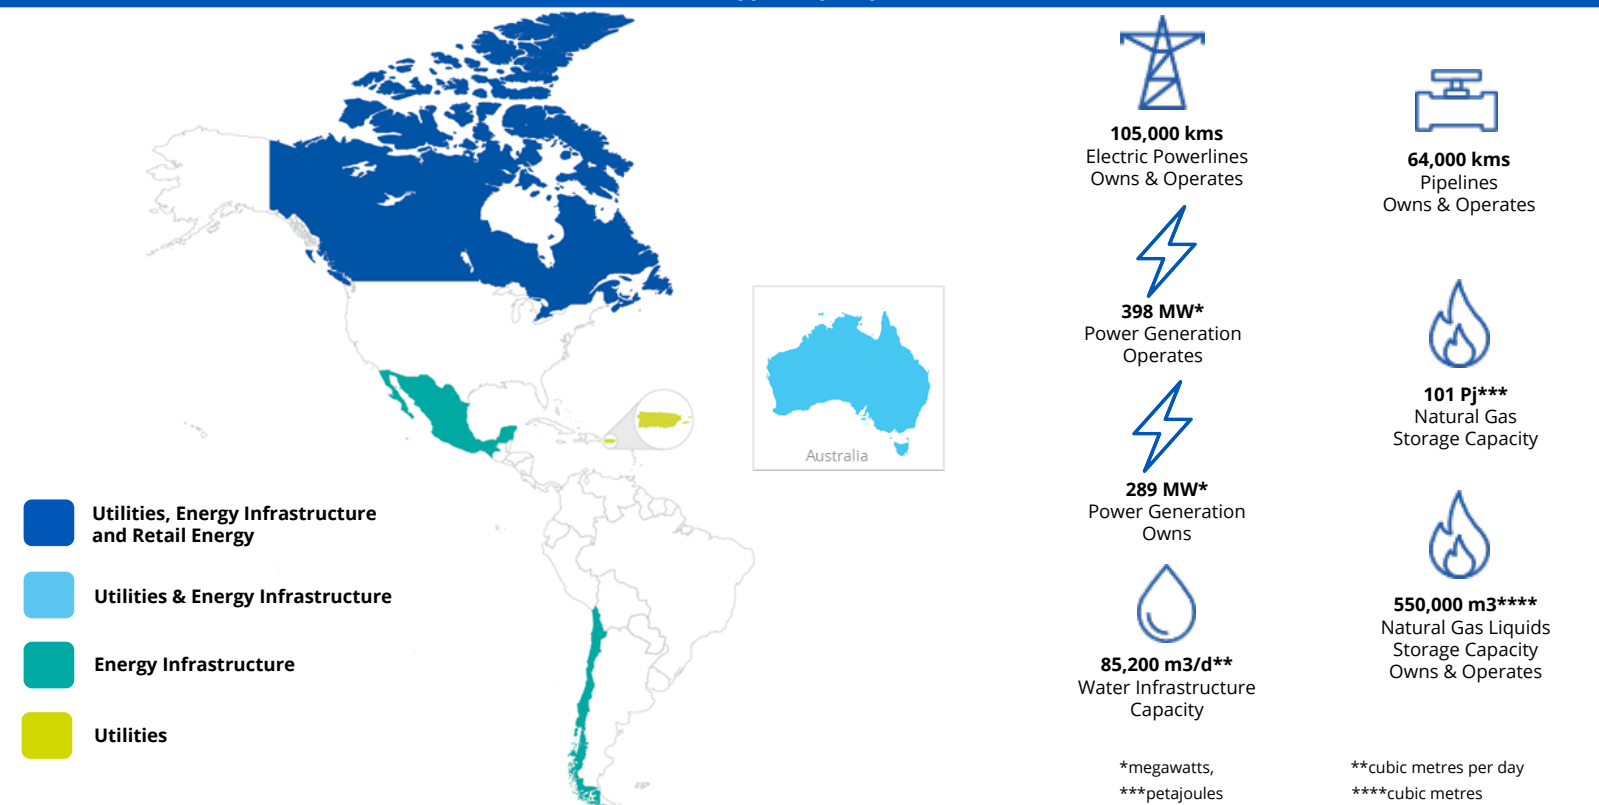 105,000 kms
Electric Powerlines
Owns & Operates
64,000 kms
Pipelines
Owns & Operates
398 MW*
Power Generation
Operates
101 Pj***
Natural Gas
Storage Capacity
Australia
289 MW*
Power Generation
Owns
Utilities, Energy Infrastructure
and Retail Energy
Utilities & Energy Infrastructure
Energy Infrastructure
Utilities
550,000 m3****
Natural Gas Liquids
Storage Capacity
Owns & Operates
85,200 m3/d**
Water Infrastructure
Capacity
*megawatts,
**cubic metres per day
***petajoules
****cubic metres